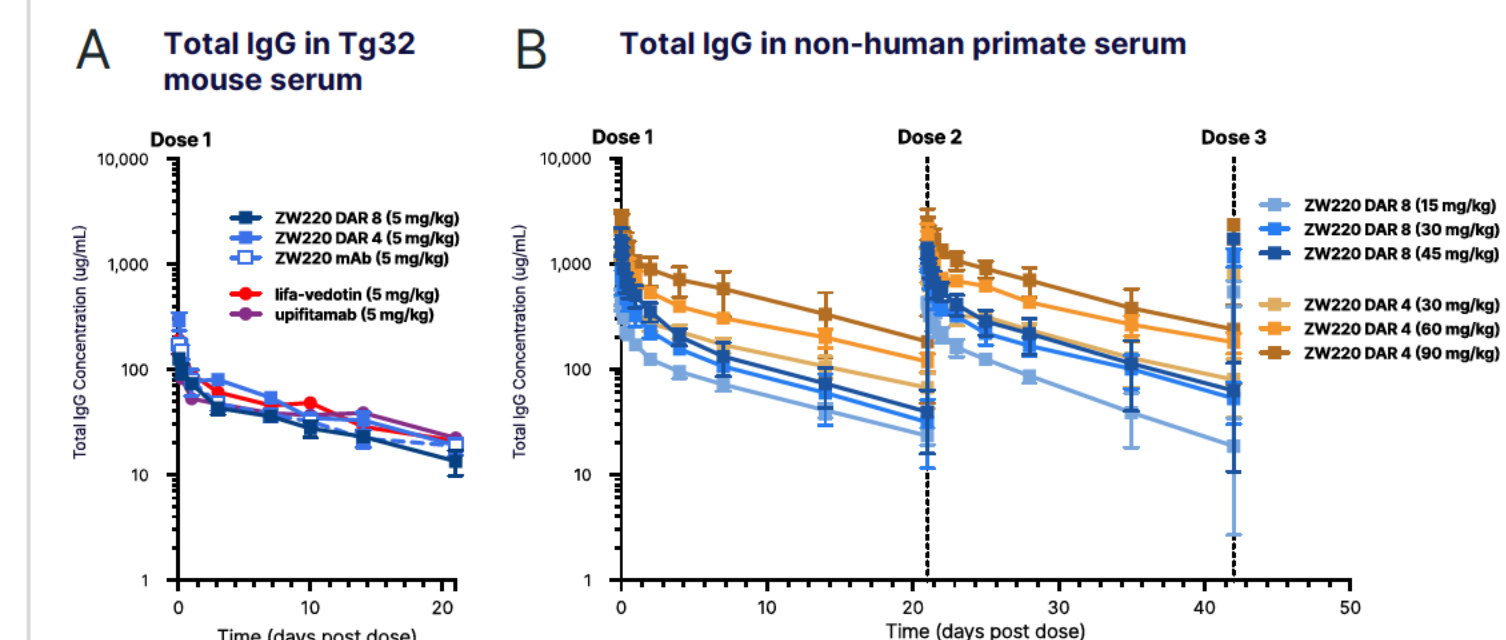 A
Total IgG in Tg32
mouse serum
Dose 1
10,000
1,000
100
10
1
Total IgG Concentration (ug/mL)
ZW220 DAR 8 (5 mg/kg)
ZW220 DAR 4 (5 mg/kg)
ZW220 mAb (5 mg/kg)
lifa-vedotin (5 mg/kg)
upifitamab (5 mg/kg)
0 10 20
Time (days post dose)
B
Total IgG in non-human primate serum
Dose 1 Dose 2 Dose 3
10,000
1,000
100
10
1
Total IgG Concentration (ug/mL)
ZW220 DAR 8 (15 mg/kg)
ZW220 DAR 8 (30 mg/kg)
ZW220 DAR 8 (45 mg/kg)
ZW220 DAR 4 (30 mg/kg)
ZW220 DAR 4 (60 mg/kg)
ZW220 DAR 4 (90 mg/kg)
0 10 20 30 40 50
Time (days post dose)